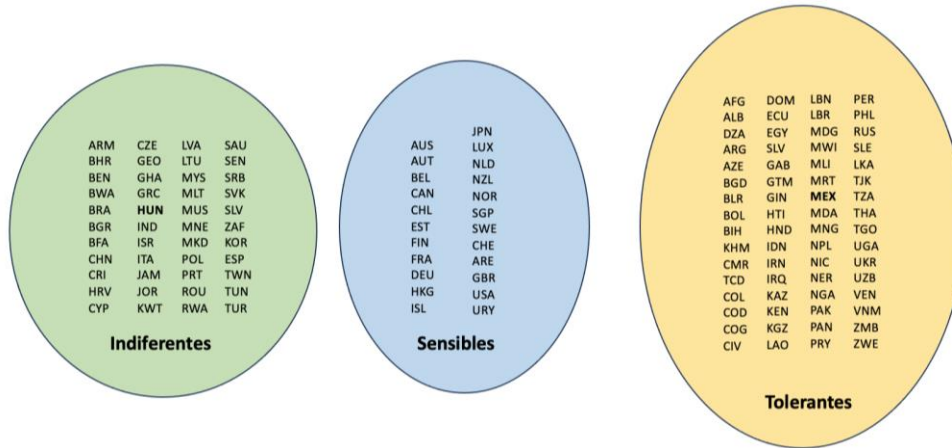 ARM CZE LVA SAU
BHR GEO LTU SEN
BEN GHA MYS SRB
BWA GRC MLT SVK
BRA HUN MUS SLV
BGR IND MNE ZAF
BFA ISR MKD KOR
CHN ITA POL ESP
CRI JAM PRT TWN
HRV JOR ROU TUN
CYP KWT RWA TUR
Indiferentes
JPN
AUS LUX
AUT NLD
BEL NZL
CAN NOR
CHL SGP
EST SWE
FIN CHE
FRA ARE
DEU GBR
HKG USA
ISL URY
Sensibles
AFG DOM LBN PER
ALB ECU LBR PHL
DZA EGY MDG RUS
ARG SLV MWI SLE
AZE GAB MLI LKA
BGD GTM MRT TJK
BLR GIN MEX TZA
BOL HTI MDA THA
BIH HND MNG TGO
KHM IDN NPL UGA
CMR IRN NIC UKR
TCD IRQ NER UZB
COL KAZ NGA VEN
COD KEN PAK VNM
COG KGZ PAN ZMB
CIV LAO PRY ZWE
Tolerantes